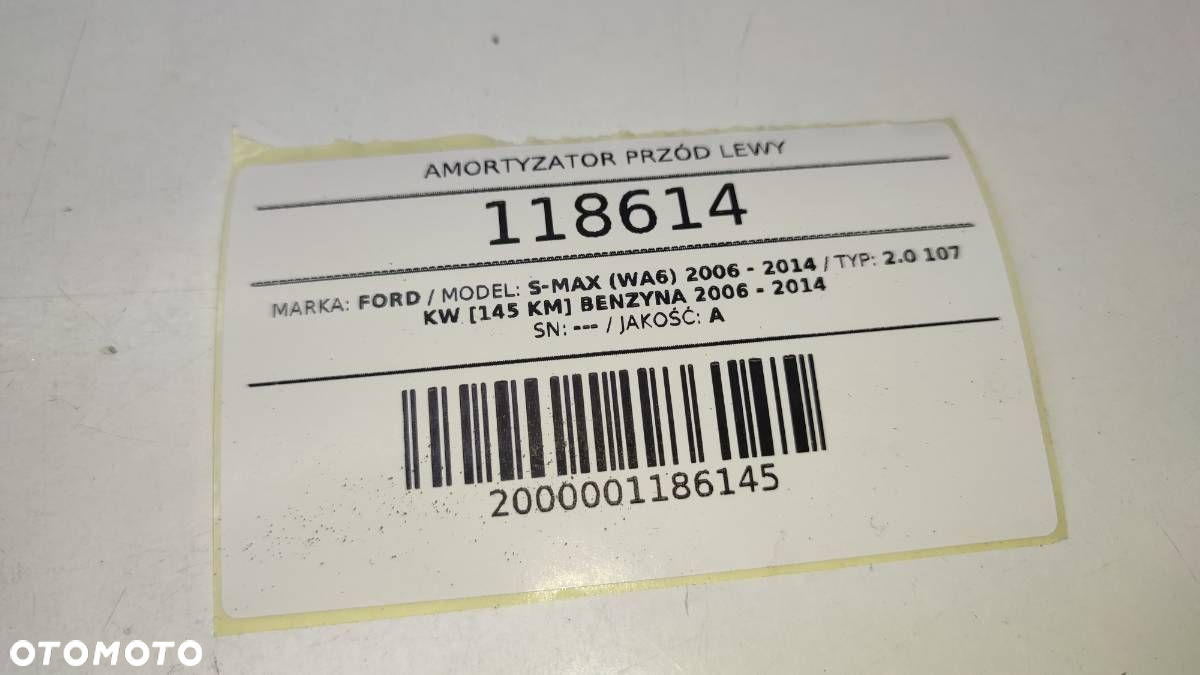 AMORTYZATOR PRZÓD LEWY
118614
MARKA: FORD / MODEL: S-MAX (WA6) 2006 - 2014 / TYP: 2.0 107
KW [145 KM] BENZYNA 2006 - 2014
SN: --- / JAKOŚĆ: A
2000001186145
OTOMOTO